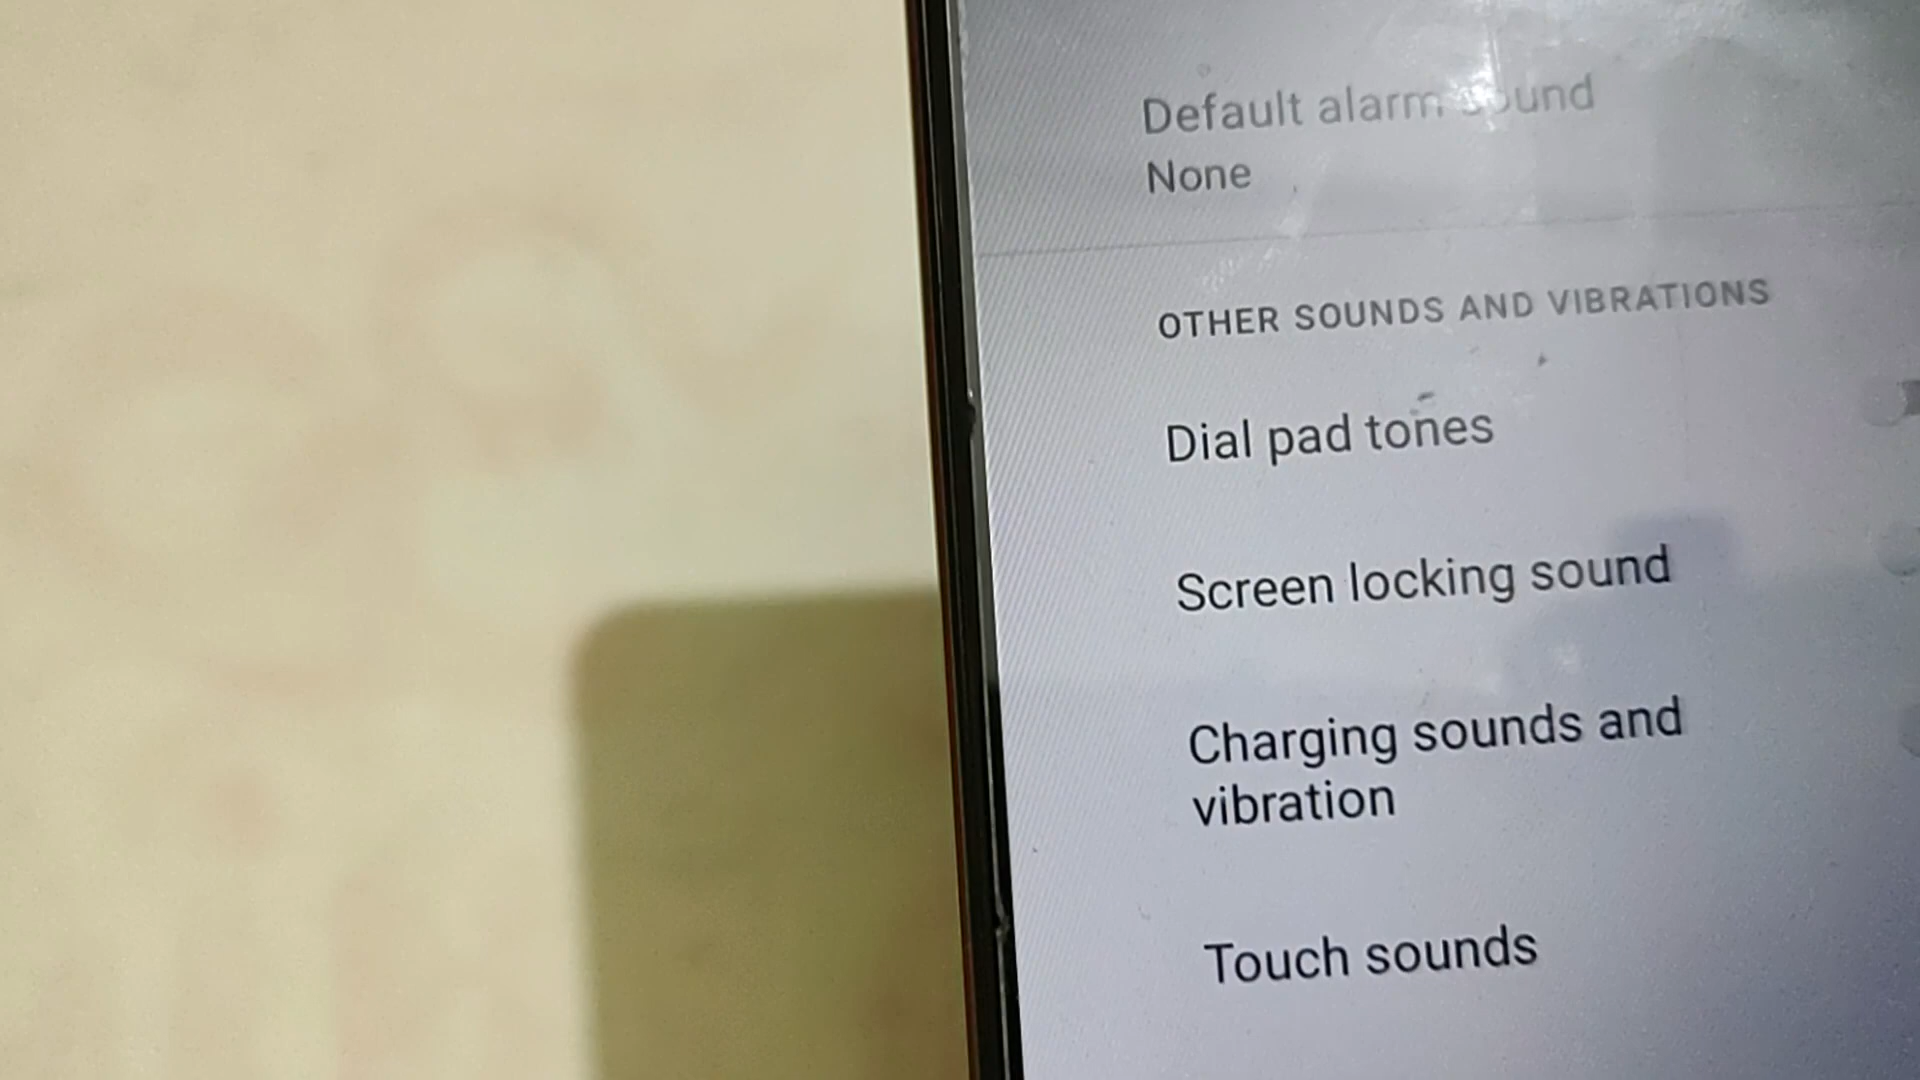 Default alarm sound
None
OTHER SOUNDS AND VIBRATIONS
Dial pad tones
Screen locking sound
Charging sounds and
vibration
Touch sounds